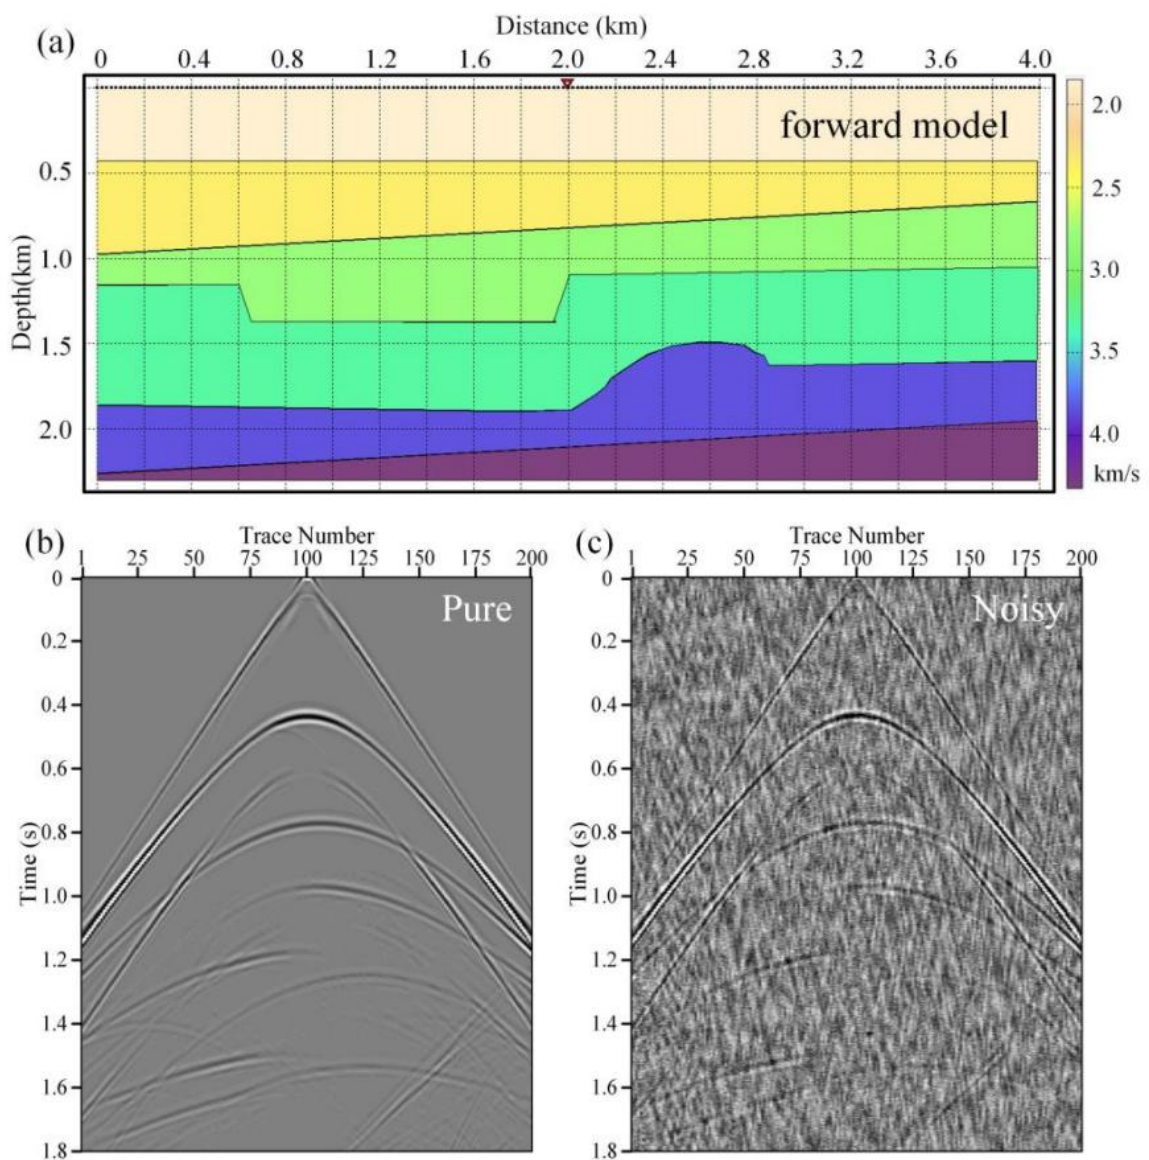 (a)
Distance (km)
0 0.4 0.8 1.2 1.6 2.0 2.4 2.8 3.2 3.6 4.0
forward model
Depth(km)
0.5
1.0
1.5
2.0
2.0
2.5
3.0
3.5
4.0
km/s
(b)
Trace Number
1 25 50 75 100 125 150 175 200
Pure
Time (s)
0
0.2
0.4
0.6
0.8
1.0
1.2
1.4
1.6
1.8
(c)
Trace Number
1 25 50 75 100 125 150 175 200
Noisy
Time (s)
0
0.2
0.4
0.6
0.8
1.0
1.2
1.4
1.6
1.8